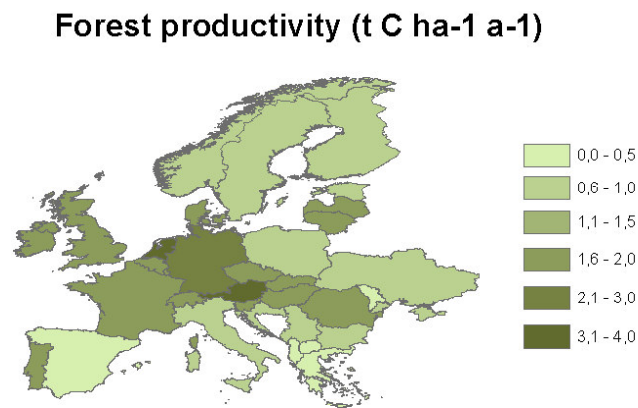 Forest productivity (t C ha-1 a-1)
0,0 - 0,5
0,6 - 1,0
1,1 - 1,5
1,6 - 2,0
2,1 - 3,0
3,1 - 4,0